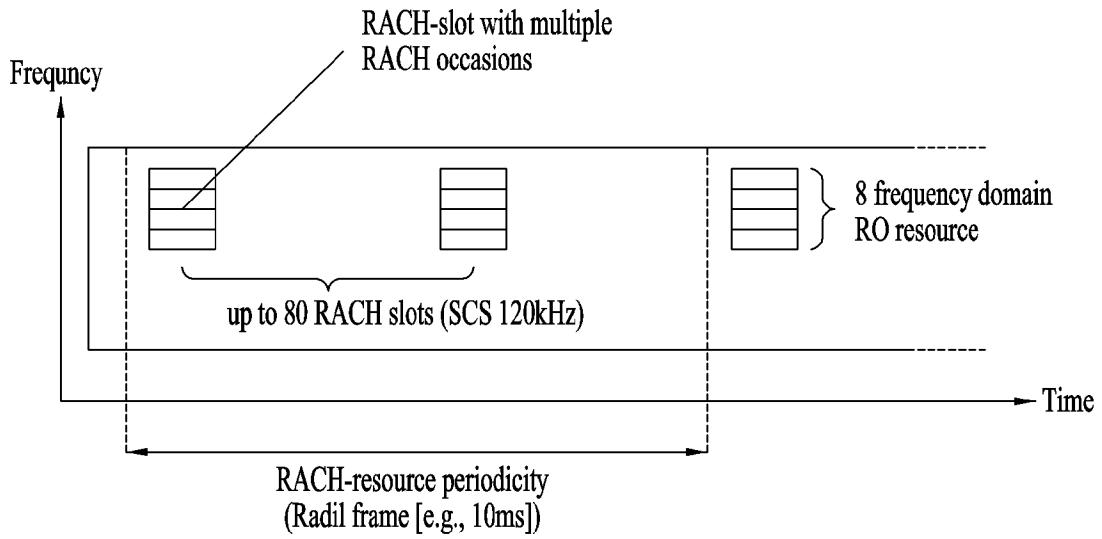 RACH-slot with multiple
RACH occasions
Frequncy
8 frequency domain
RO resource
up to 80 RACH slots (SCS 120kHz)
Time
RACH-resource periodicity
(Radil frame [e.g., 10ms])